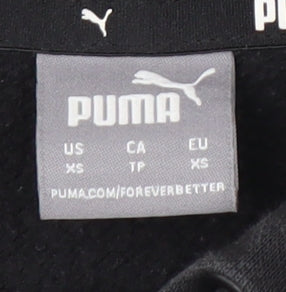 PUMA
US CA EU
XS TP XS
PUMA.COM/FOREVERBETTER